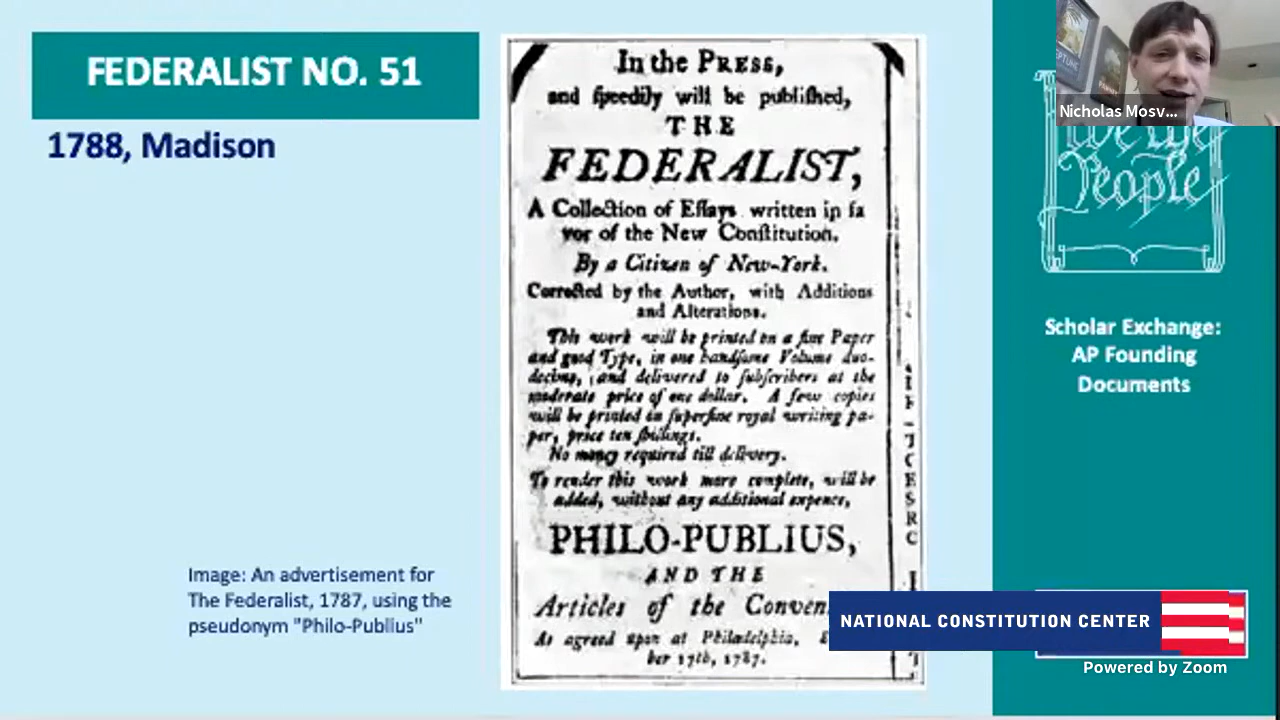 FEDERALIST NO. 51
1788, Madison
In the PRESS,
and ſpeedily will be publiſhed,
THE
FEDERALIST,
A Collection of Eſſays written in fa
vor of the New Conſtitution.
By a Citizen of New-York.
Corrected by the Author, with Additions
and Alterations.
This work will be printed on a fine Paper
and good Type, in one handſome Volume duo-
decimo, and delivered to ſubſcribers at the
moderate price of one dollar. A few copies
will be printed on ſuperfine royal writing pa-
per, price ten ſhillings.
No money required till delivery.
To render this work more complete, will be
added, without any additional expence,
PHILO-PUBLIUS,
AND THE
Articles of the Conven
As agreed upon at Philadelphia,
ber 17th, 1787.
Image: An advertisement for
The Federalist, 1787, using the
pseudonym "Philo-Publius"
Nicholas Mosv...
We the
People
Scholar Exchange:
AP Founding
Documents
NATIONAL CONSTITUTION CENTER
Powered by Zoom